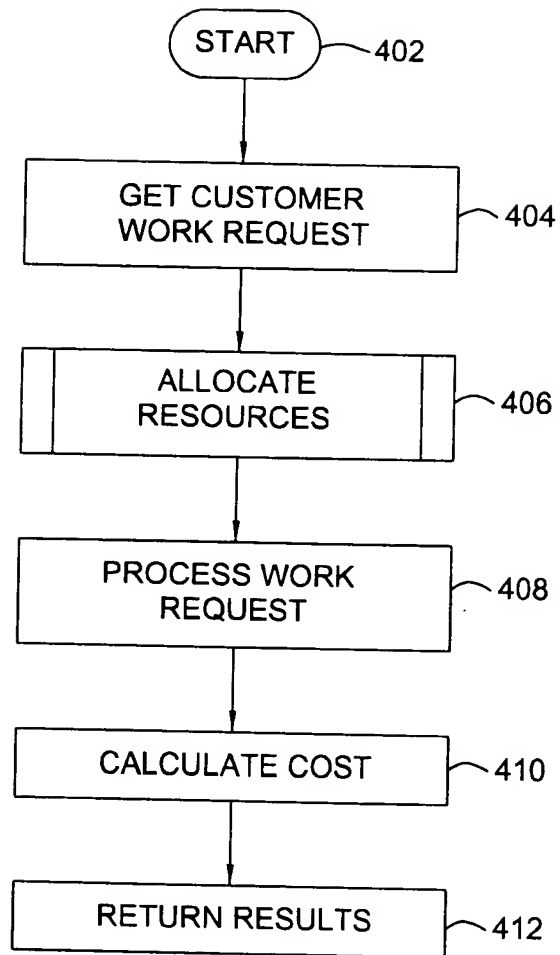 START
402
GET CUSTOMER
WORK REQUEST
404
ALLOCATE
RESOURCES
406
PROCESS WORK
REQUEST
408
CALCULATE COST
410
RETURN RESULTS
412